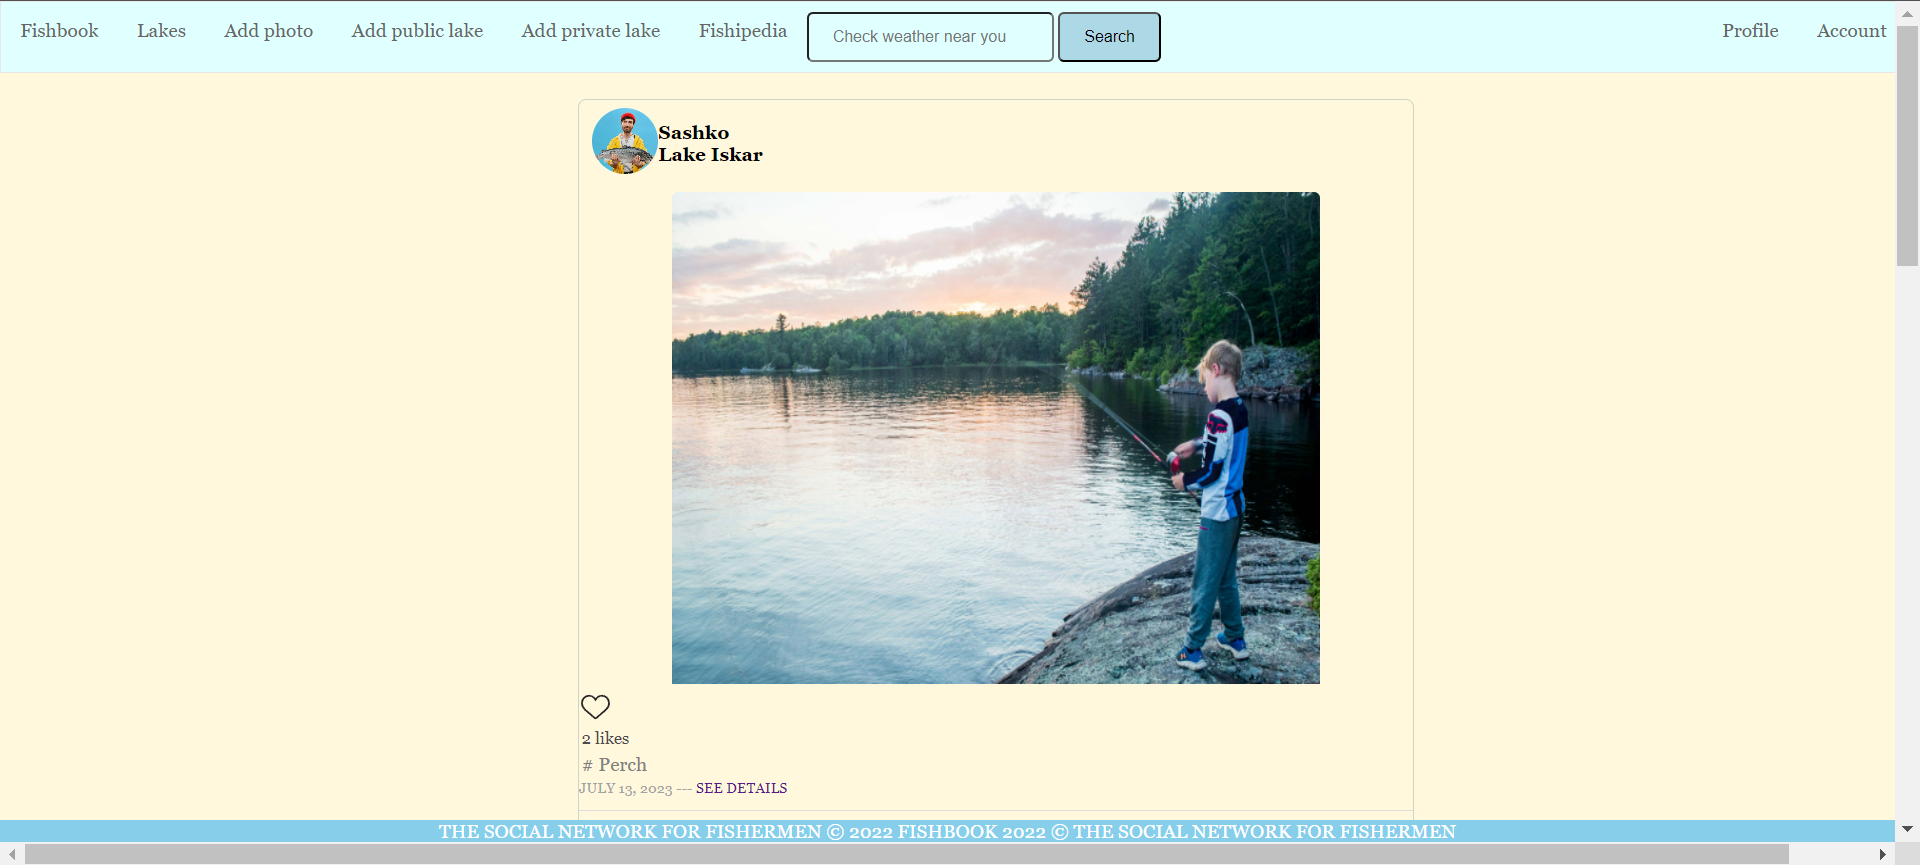 Fishbook Lakes Add photo Add public lake Add private lake Fishipedia Check weather near you Search Profile Account
Sashko
Lake Iskar
2 likes
# Perch
JULY 13, 2023 --- SEE DETAILS
THE SOCIAL NETWORK FOR FISHERMEN © 2022 FISHBOOK 2022 © THE SOCIAL NETWORK FOR FISHERMEN